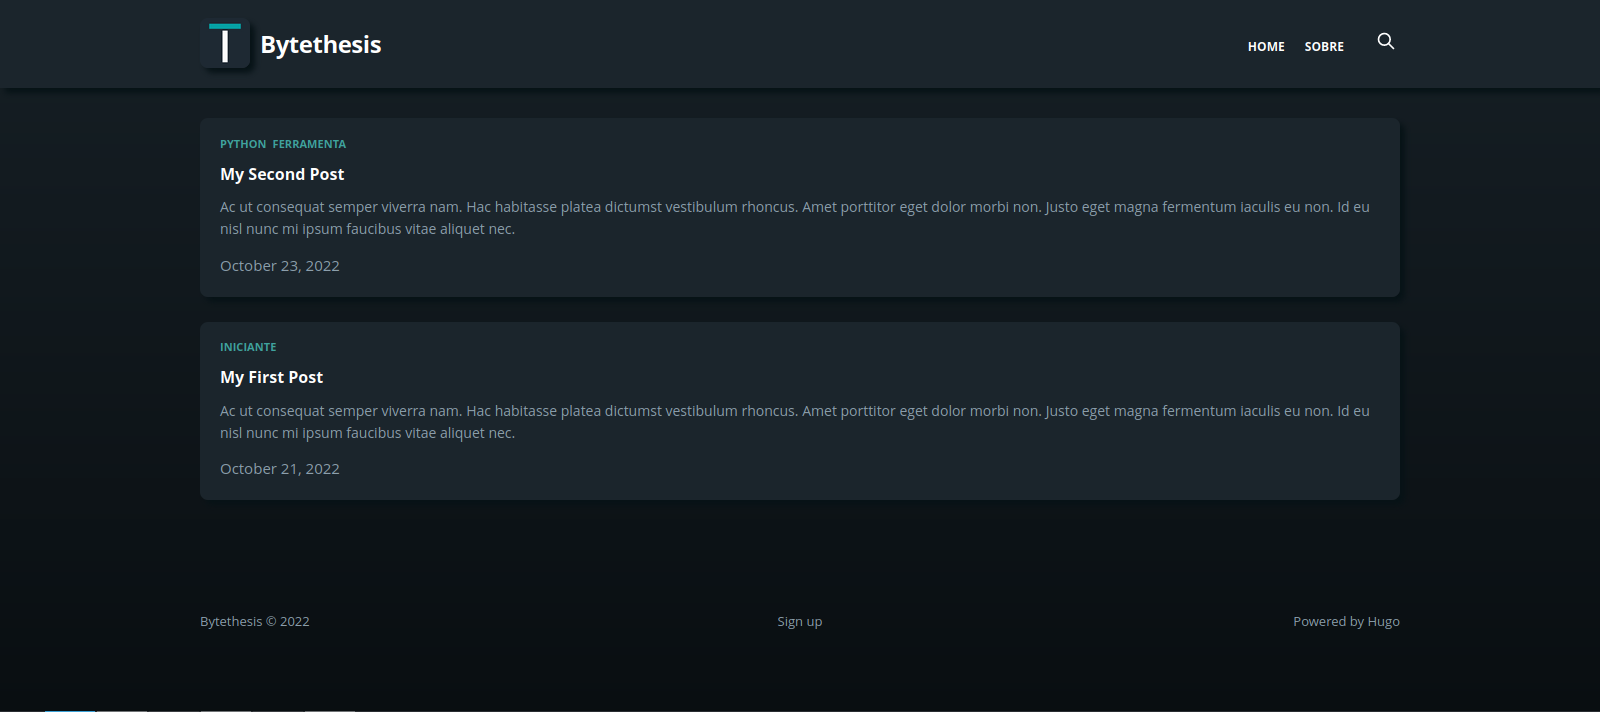 T Bytethesis
HOME SOBRE
PYTHON FERRAMENTA
My Second Post
Ac ut consequat semper viverra nam. Hac habitasse platea dictumst vestibulum rhoncus. Amet porttitor eget dolor morbi non. Justo eget magna fermentum iaculis eu non. Id eu
nisl nunc mi ipsum faucibus vitae aliquet nec.
October 23, 2022
INICIANTE
My First Post
Ac ut consequat semper viverra nam. Hac habitasse platea dictumst vestibulum rhoncus. Amet porttitor eget dolor morbi non. Justo eget magna fermentum iaculis eu non. Id eu
nisl nunc mi ipsum faucibus vitae aliquet nec.
October 21, 2022
Bytethesis © 2022
Sign up
Powered by Hugo